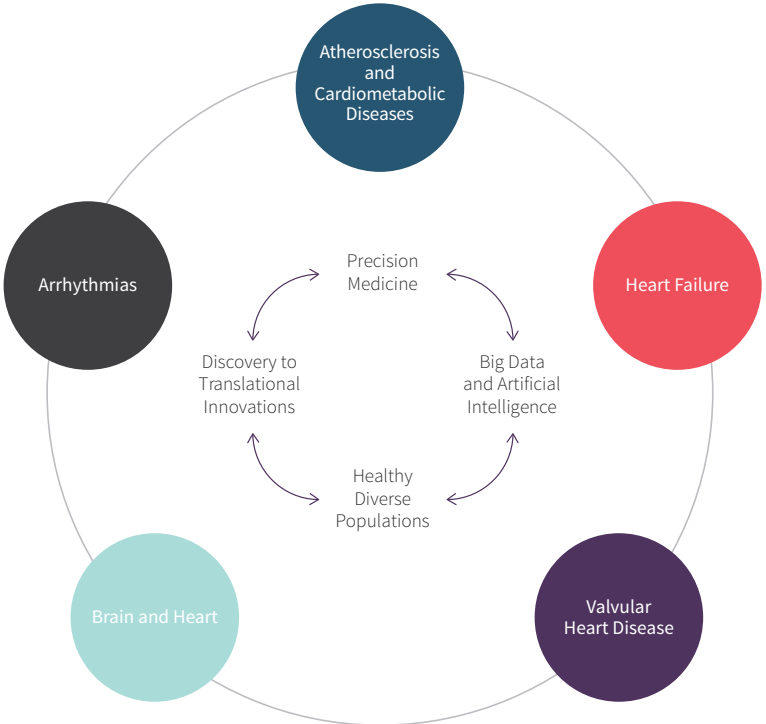 Atherosclerosis
and
Cardiometabolic
Diseases
Arrhythmias
Heart Failure
Precision
Medicine
Discovery to
Translational
Innovations
Big Data
and Artificial
Intelligence
Healthy
Diverse
Populations
Brain and Heart
Valvular
Heart Disease